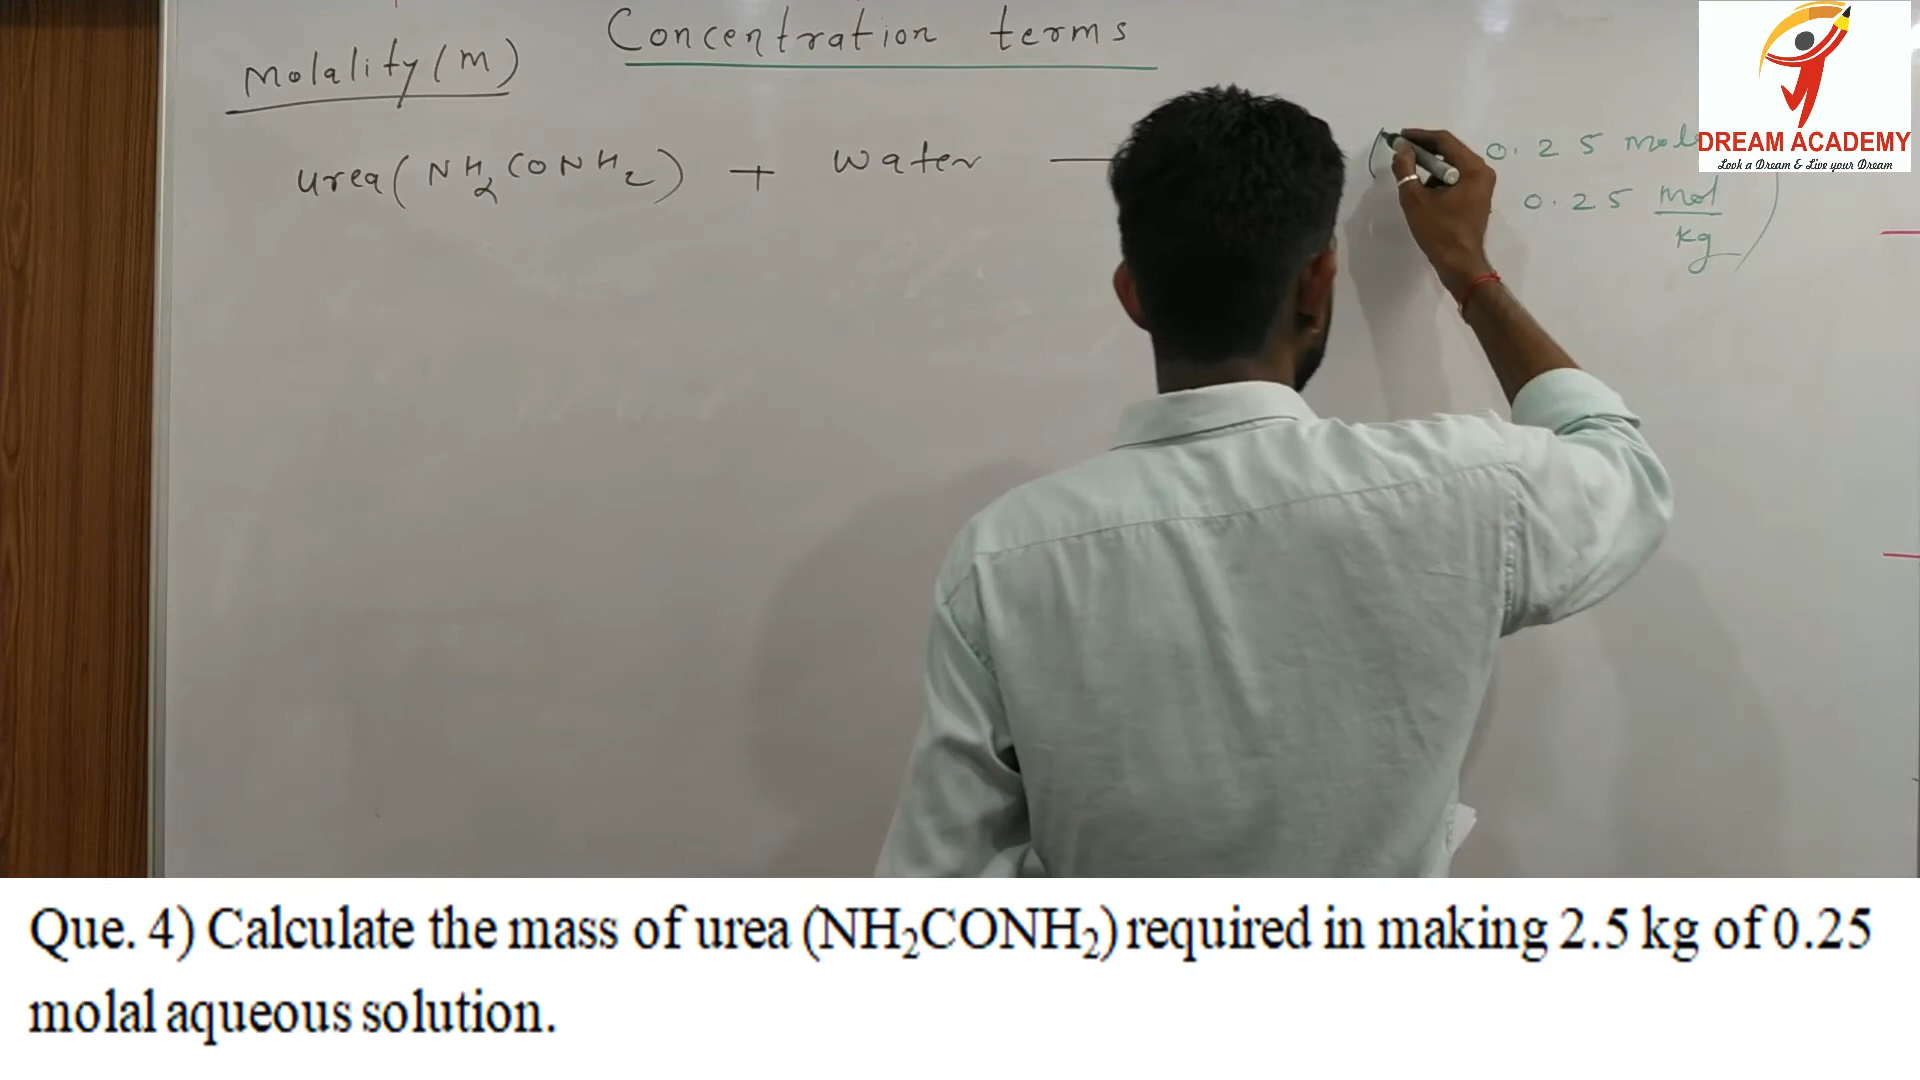 Concentration terms
Molality (m)
urea (NH₂CONH₂) + water
0.25 mol
0.25 mol
kg
DREAM ACADEMY
Look a Dream & Live your Dream
Que. 4) Calculate the mass of urea (NH₂CONH₂) required in making 2.5 kg of 0.25
molal aqueous solution.